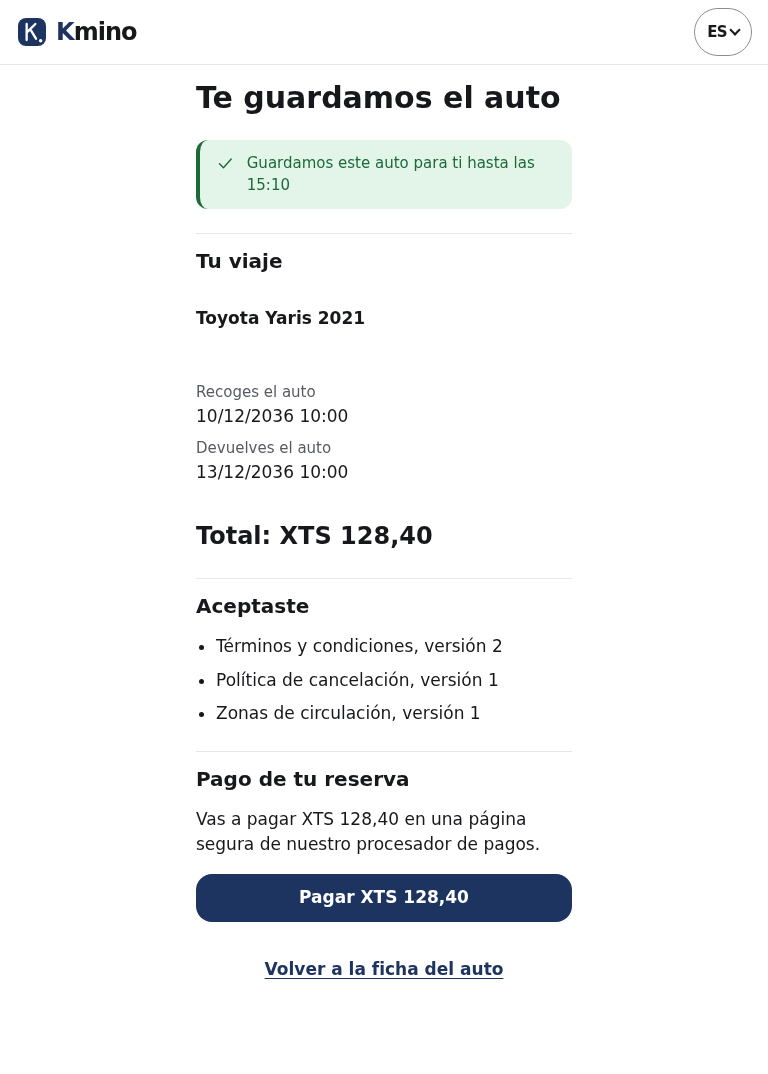 K. Kmino
ES
Te guardamos el auto
Guardamos este auto para ti hasta las
15:10
Tu viaje
Toyota Yaris 2021
Recoges el auto
10/12/2036 10:00
Devuelves el auto
13/12/2036 10:00
Total: XTS 128,40
Aceptaste
• Términos y condiciones, versión 2
• Política de cancelación, versión 1
• Zonas de circulación, versión 1
Pago de tu reserva
Vas a pagar XTS 128,40 en una página
segura de nuestro procesador de pagos.
Pagar XTS 128,40
Volver a la ficha del auto